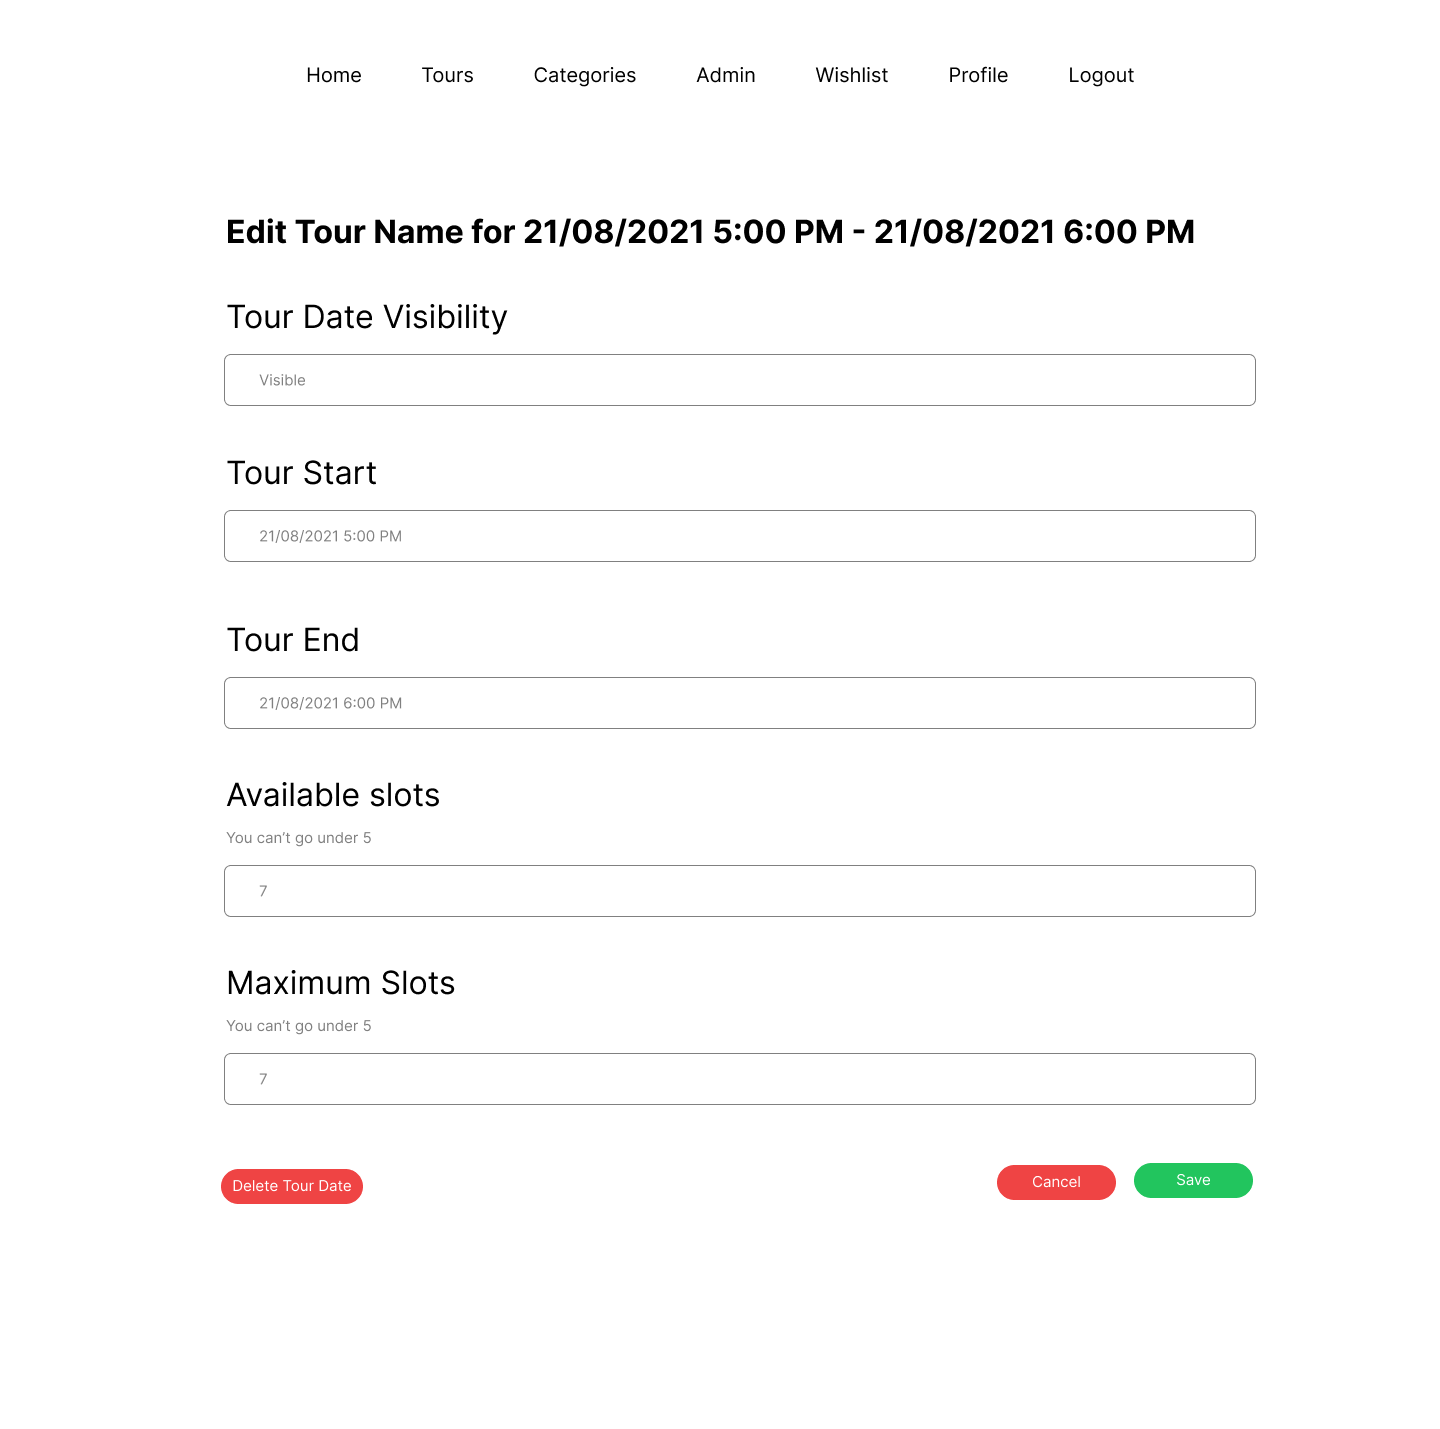 Home Tours Categories Admin Wishlist Profile Logout
Edit Tour Name for 21/08/2021 5:00 PM - 21/08/2021 6:00 PM
Tour Date Visibility
Visible
Tour Start
21/08/2021 5:00 PM
Tour End
21/08/2021 6:00 PM
Available slots
You can’t go under 5
7
Maximum Slots
You can’t go under 5
7
Delete Tour Date Cancel Save